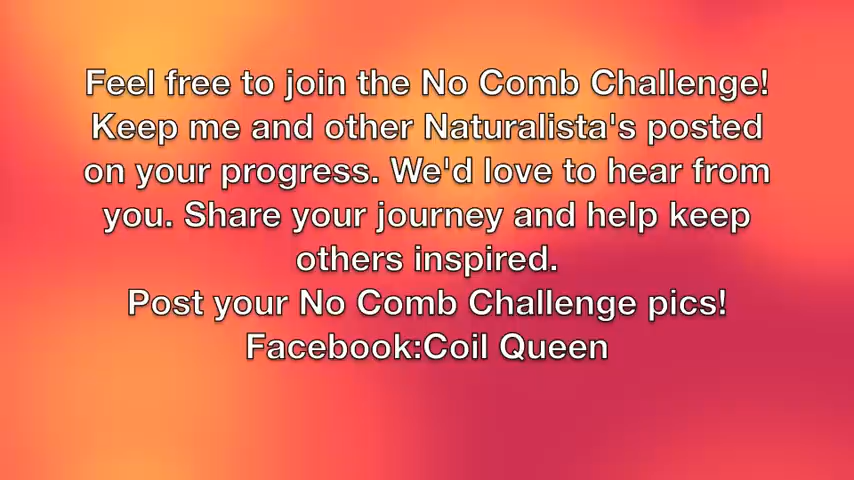 Feel free to join the No Comb Challenge!
Keep me and other Naturalista's posted
on your progress. We'd love to hear from
you. Share your journey and help keep
others inspired.
Post your No Comb Challenge pics!
Facebook:Coil Queen